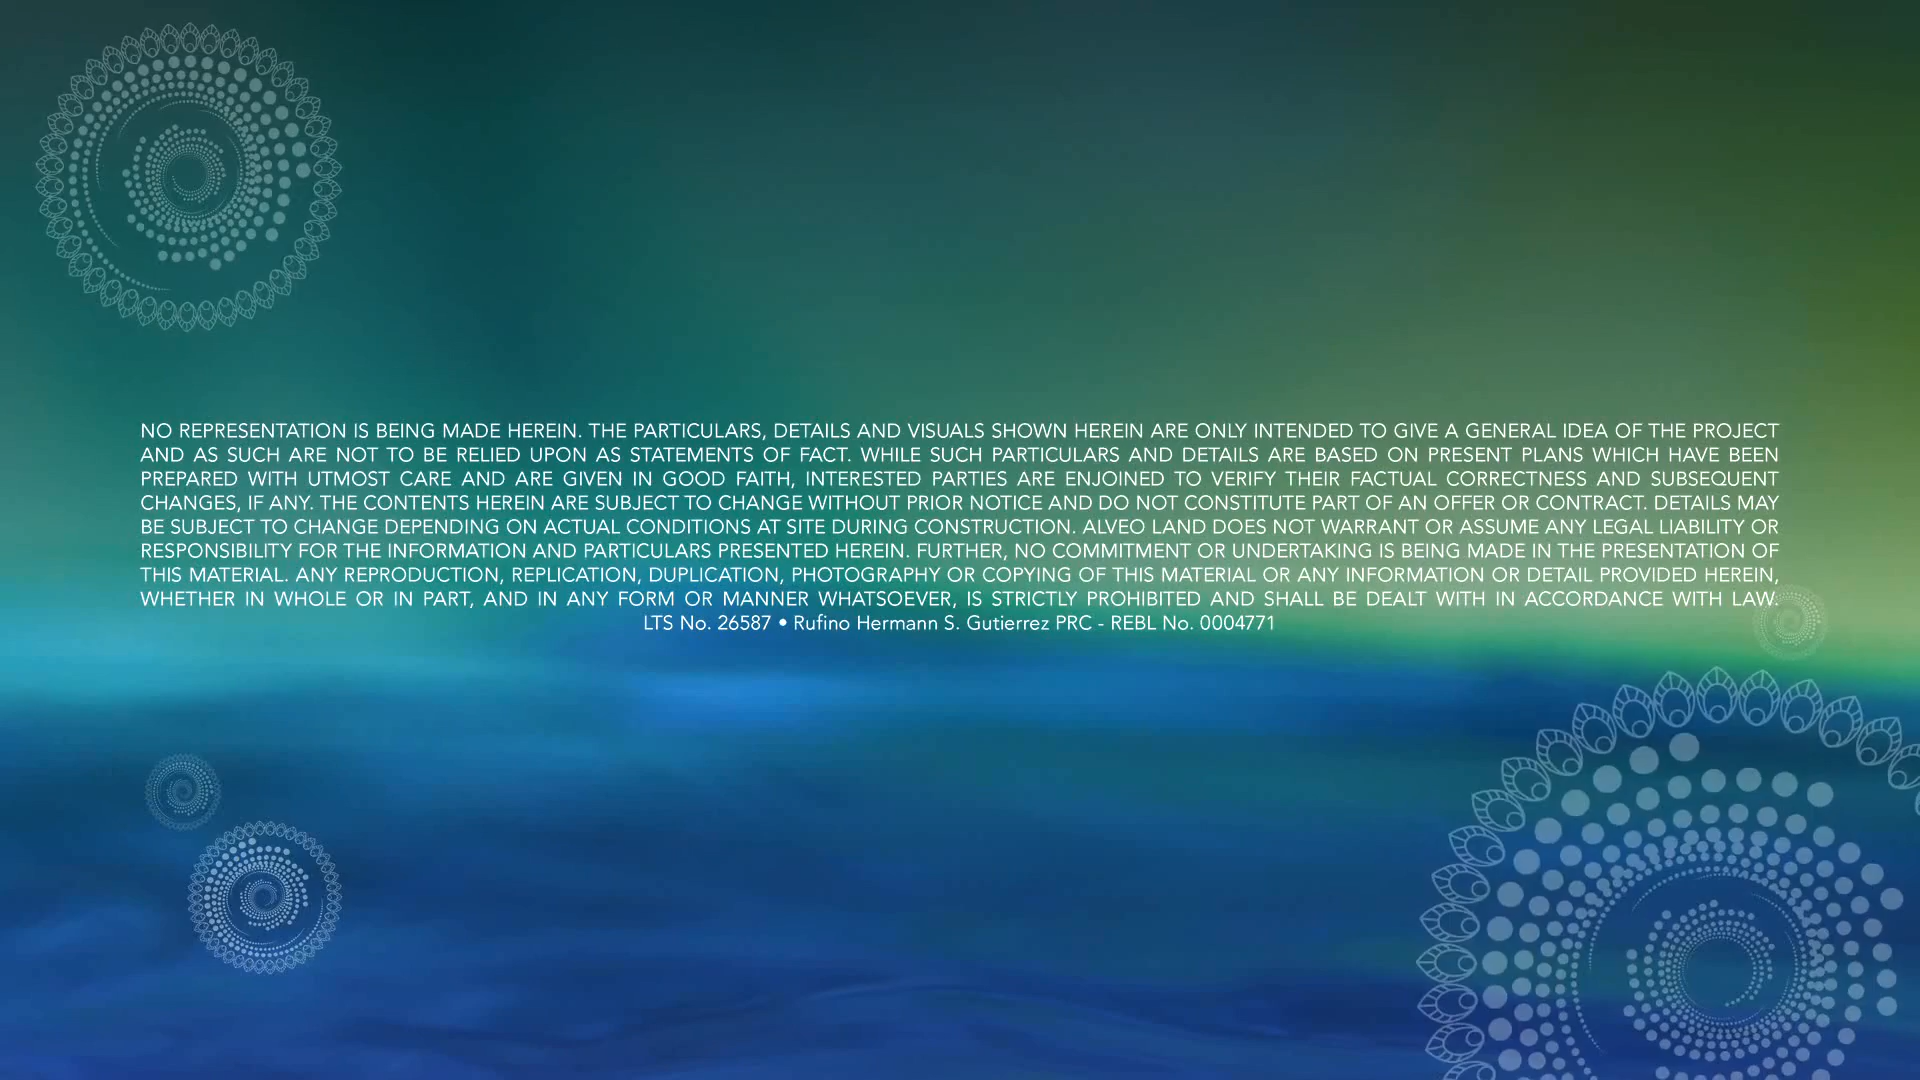 NO REPRESENTATION IS BEING MADE HEREIN. THE PARTICULARS, DETAILS AND VISUALS SHOWN HEREIN ARE ONLY INTENDED TO GIVE A GENERAL IDEA OF THE PROJECT
AND AS SUCH ARE NOT TO BE RELIED UPON AS STATEMENTS OF FACT. WHILE SUCH PARTICULARS AND DETAILS ARE BASED ON PRESENT PLANS WHICH HAVE BEEN
PREPARED WITH UTMOST CARE AND ARE GIVEN IN GOOD FAITH, INTERESTED PARTIES ARE ENJOINED TO VERIFY THEIR FACTUAL CORRECTNESS AND SUBSEQUENT
CHANGES, IF ANY. THE CONTENTS HEREIN ARE SUBJECT TO CHANGE WITHOUT PRIOR NOTICE AND DO NOT CONSTITUTE PART OF AN OFFER OR CONTRACT. DETAILS MAY
BE SUBJECT TO CHANGE DEPENDING ON ACTUAL CONDITIONS AT SITE DURING CONSTRUCTION. ALVEO LAND DOES NOT WARRANT OR ASSUME ANY LEGAL LIABILITY OR
RESPONSIBILITY FOR THE INFORMATION AND PARTICULARS PRESENTED HEREIN. FURTHER, NO COMMITMENT OR UNDERTAKING IS BEING MADE IN THE PRESENTATION OF
THIS MATERIAL. ANY REPRODUCTION, REPLICATION, DUPLICATION, PHOTOGRAPHY OR COPYING OF THIS MATERIAL OR ANY INFORMATION OR DETAIL PROVIDED HEREIN,
WHETHER IN WHOLE OR IN PART, AND IN ANY FORM OR MANNER WHATSOEVER, IS STRICTLY PROHIBITED AND SHALL BE DEALT WITH IN ACCORDANCE WITH LAW.
LTS No. 26587 • Rufino Hermann S. Gutierrez PRC - REBL No. 0004771